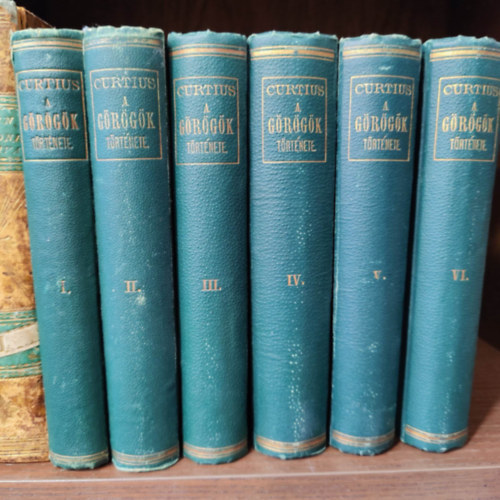 CURTIUS
A
GÖRÖGÖK
TÖRTÉNETE.
I.
CURTIUS
A
GÖRÖGÖK
TÖRTÉNETE.
II.
CURTIUS
A
GÖRÖGÖK
TÖRTÉNETE.
III.
CURTIUS
A
GÖRÖGÖK
TÖRTÉNETE.
IV.
CURTIUS
A
GÖRÖGÖK
TÖRTÉNETE.
V.
CURTIUS
A
GÖRÖGÖK
TÖRTÉNETE.
VI.